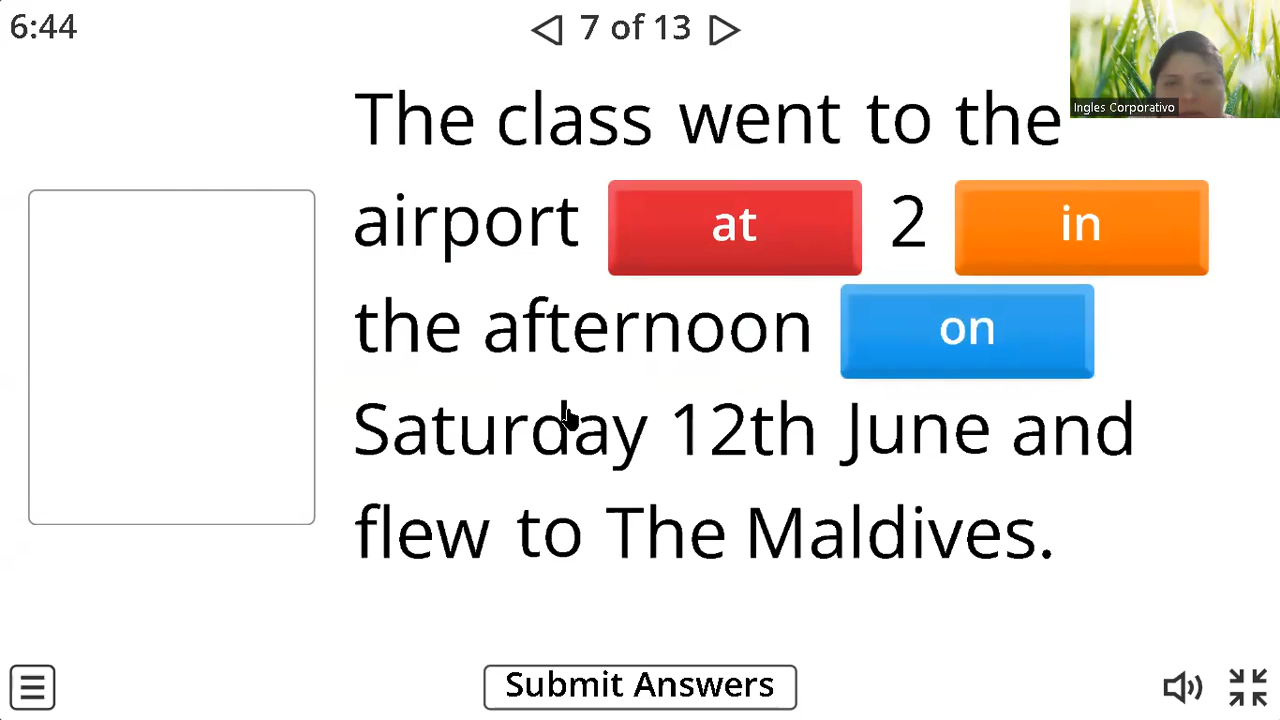 6:44
7 of 13
Ingles Corporativo
The class went to the
airport at 2 in
the afternoon on
Saturday 12th June and
flew to The Maldives.
Submit Answers